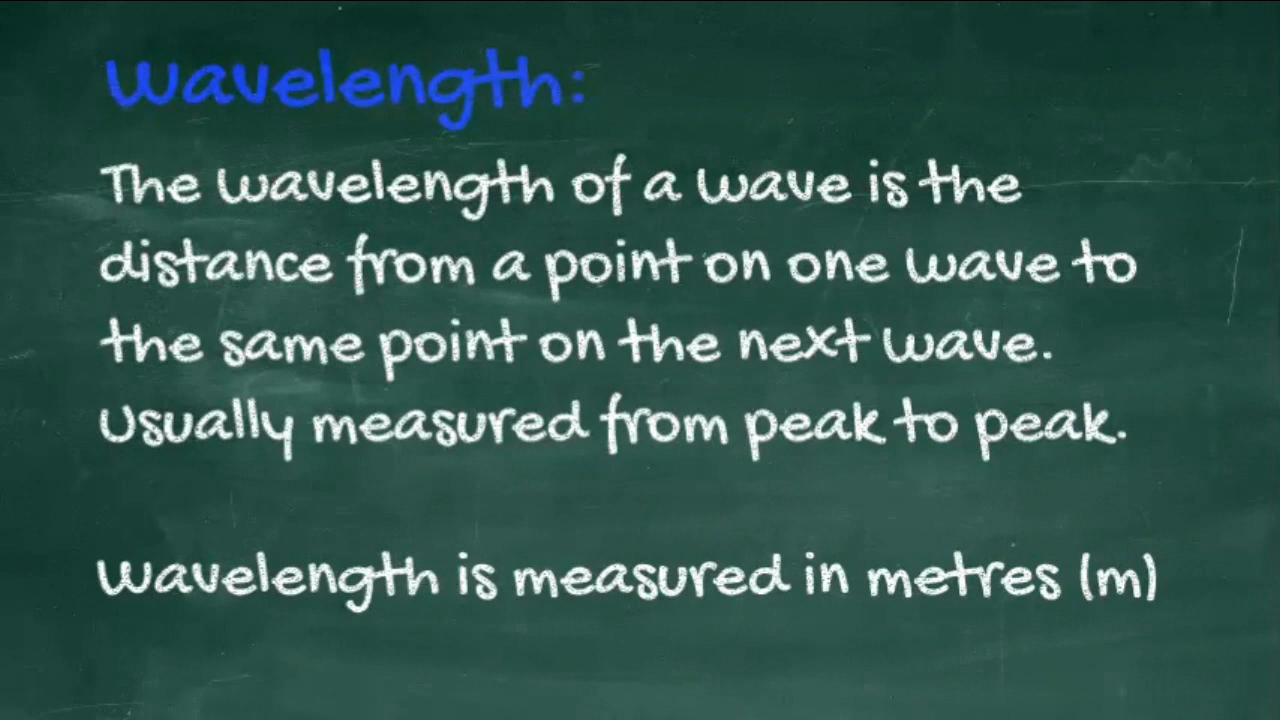 Wavelength:
The wavelength of a wave is the
distance from a point on one wave to
the same point on the next wave.
Usually measured from peak to peak.
Wavelength is measured in metres (m)